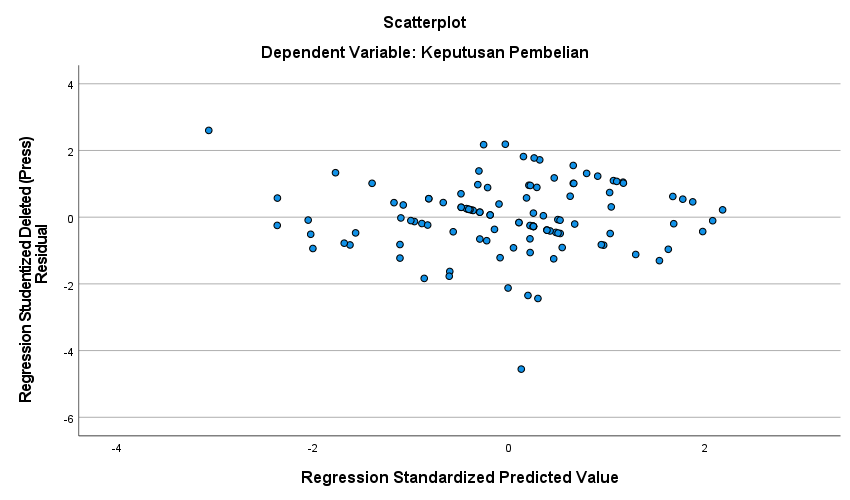 Scatterplot
Dependent Variable: Keputusan Pembelian
Regression Studentized Deleted (Press)
Residual
4
2
0
-2
-4
-6
-4
-2
0
2
Regression Standardized Predicted Value